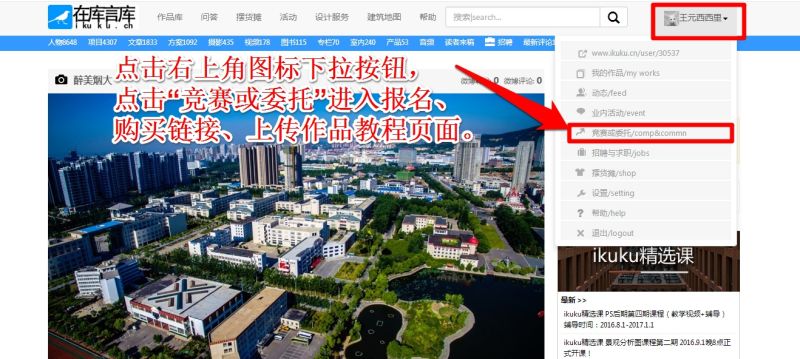 在库言库
ikuku.cn
作品库 问答 摆货摊 活动 设计服务 建筑地图 帮助
搜索|search...
王元西西里
人物8648 项目4307 文章1833 方案1092 摄影435 视频178 图书115 专栏70 室内240 产品53 音频 读者来稿 招聘 最新评论
点击右上角图标下拉按钮，
点击“竞赛或委托”进入报名、
购买链接、上传作品教程页面。
醉美烟大
微博转评论: 0 微博评论: 0
www.ikuku.cn/user/30537
我的作品/my works
动态/feed
业内活动/event
竞赛或委托/comp&commn
招聘与求职/jobs
摆货摊/shop
设置/setting
帮助/help
退出/logout
ikuku精选课
最新 >>
ikuku精选课 PS后期第四期课程（教学视频+辅导）
辅导时间：2016.8.1-2017.1.1
ikuku精选课 景观分析图课程第二期 2016.9.1晚8点正
式开课！